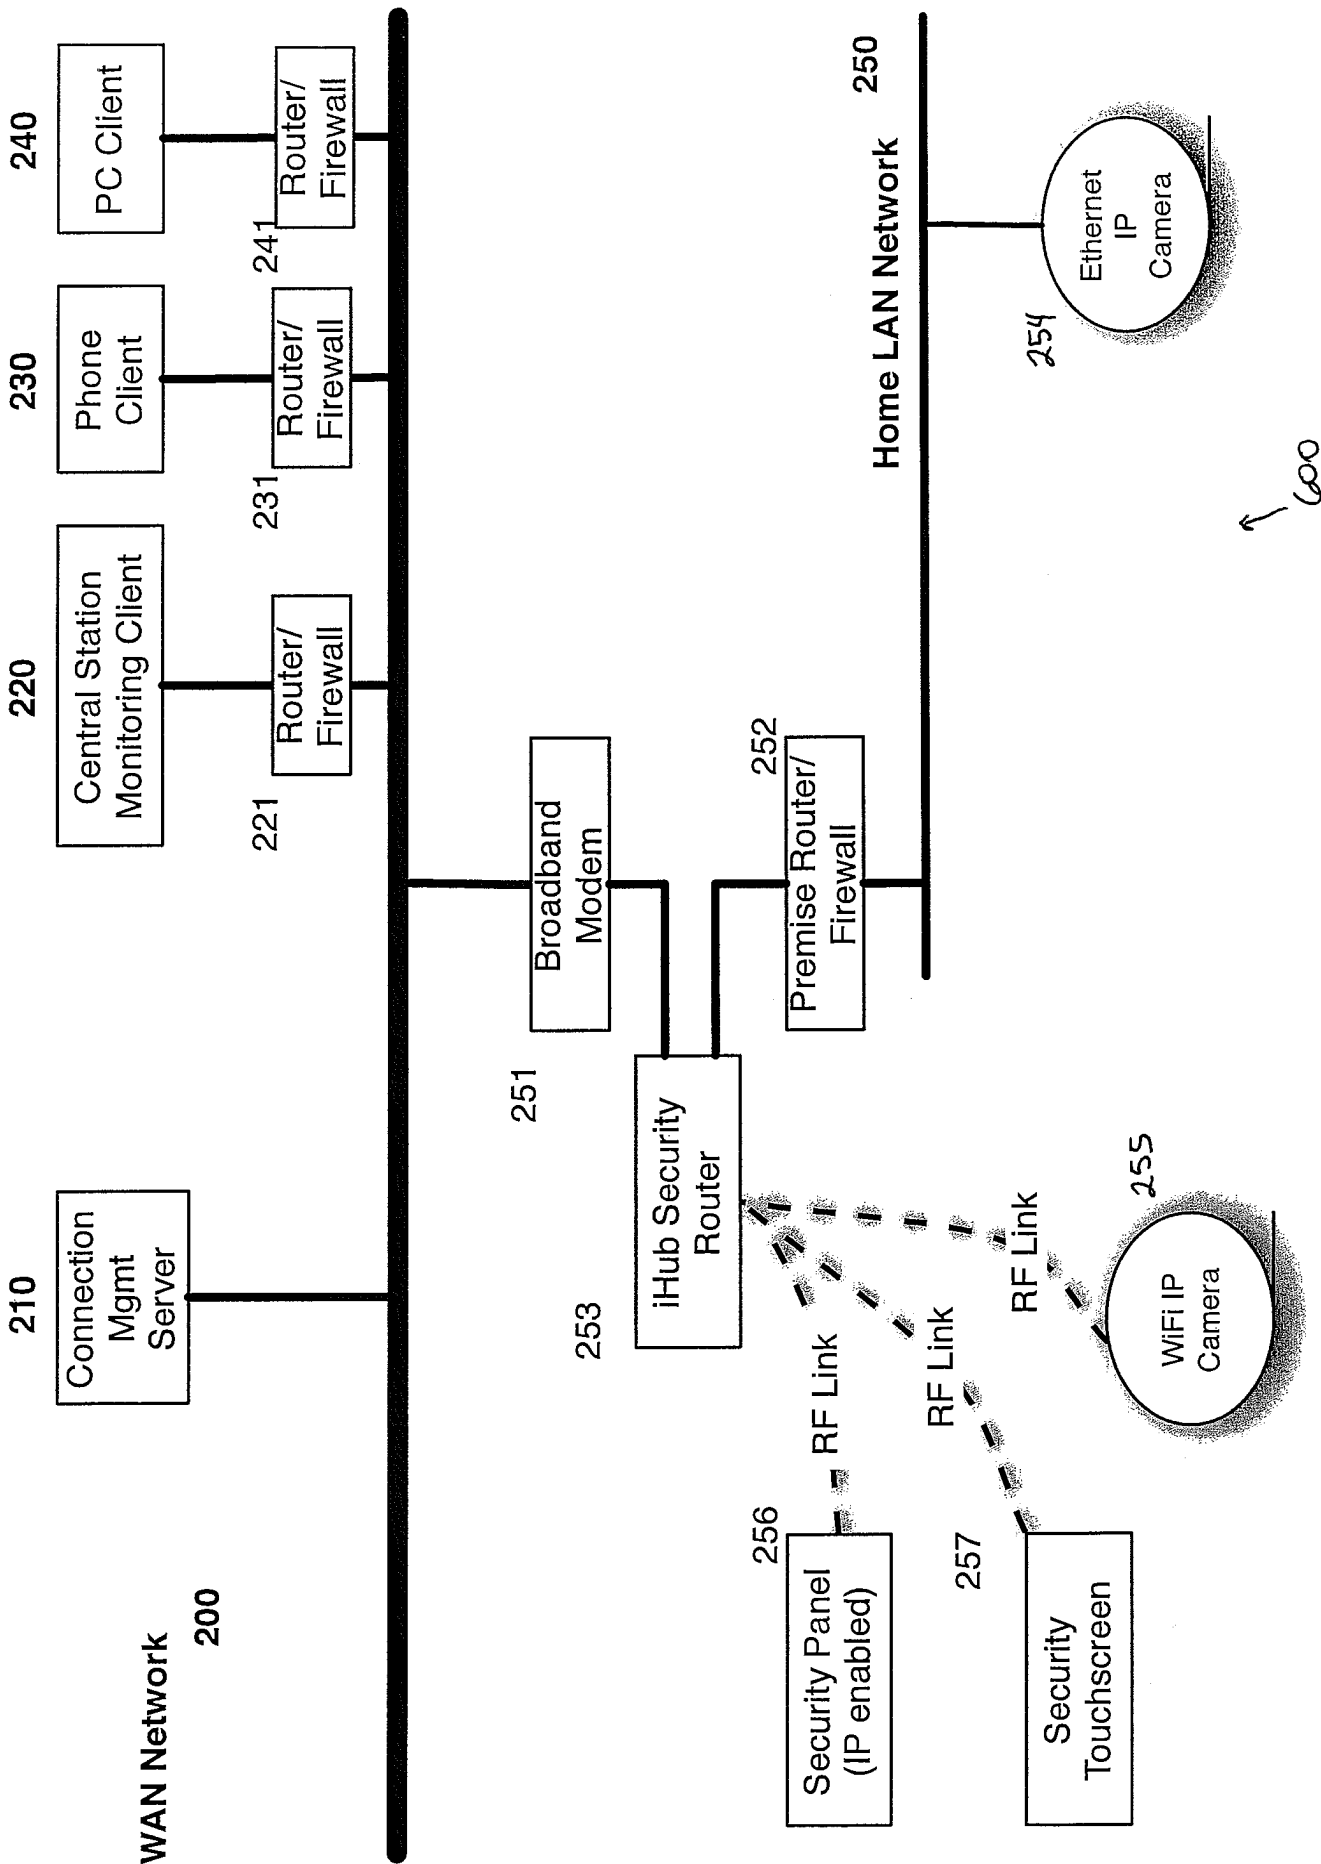 WAN Network
200
210
Connection
Mgmt
Server
220
Central Station
Monitoring Client
221
Router/
Firewall
230
Phone
Client
231
Router/
Firewall
240
PC Client
241
Router/
Firewall
251
Broadband
Modem
253
iHub Security
Router
252
Premise Router/
Firewall
Home LAN Network
250
254
Ethernet
IP
Camera
RF Link
RF Link
RF Link
256
Security Panel
(IP enabled)
257
Security
Touchscreen
255
WiFi IP
Camera
600